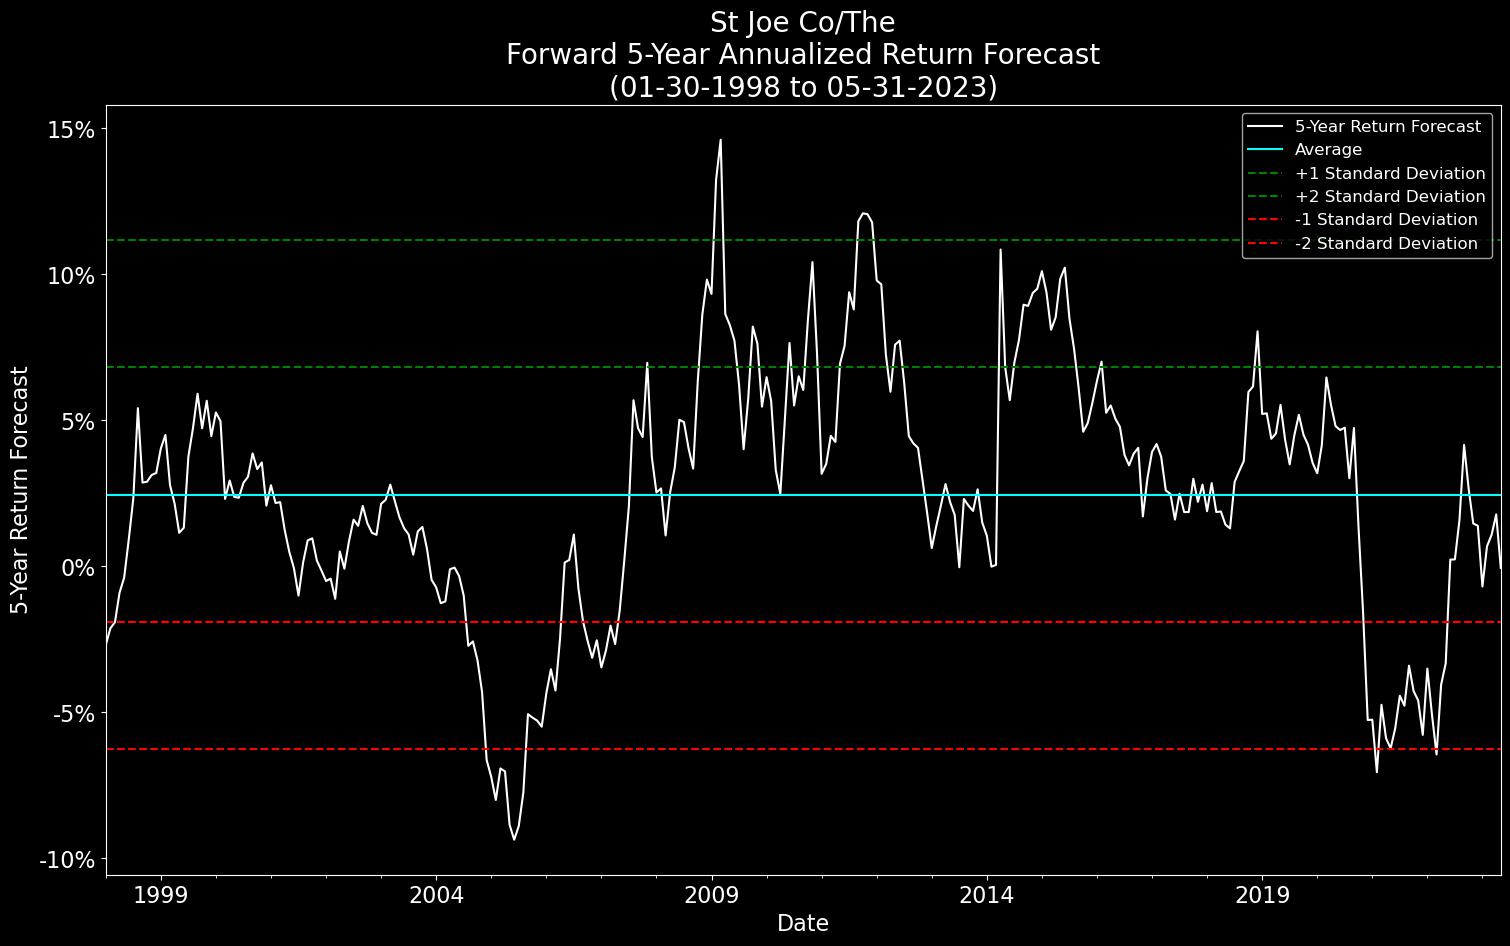 St Joe Co/The
Forward 5-Year Annualized Return Forecast
(01-30-1998 to 05-31-2023)
5-Year Return Forecast
Average
+1 Standard Deviation
+2 Standard Deviation
-1 Standard Deviation
-2 Standard Deviation
5-Year Return Forecast
15%
10%
5%
0%
-5%
-10%
1999
2004
2009
2014
2019
Date